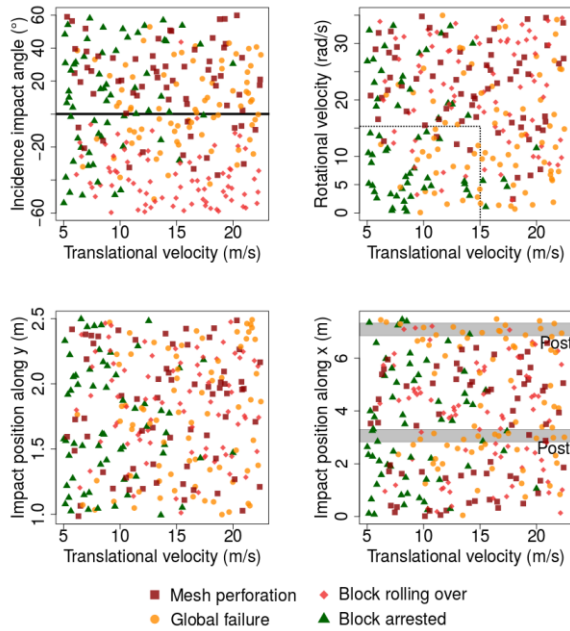 Incidence impact angle (°)
60
40
20
−20
−60
5
10
15
20
Translational velocity (m/s)
Rotational velocity (rad/s)
30
20
15
10
5
0
5
10
15
20
Translational velocity (m/s)
Impact position along y (m)
2.5
2.0
1.5
1.0
5
10
15
20
Translational velocity (m/s)
Impact position along x (m)
6
4
2
0
Post
Post
5
10
15
20
Translational velocity (m/s)
Mesh perforation
Block rolling over
Global failure
Block arrested